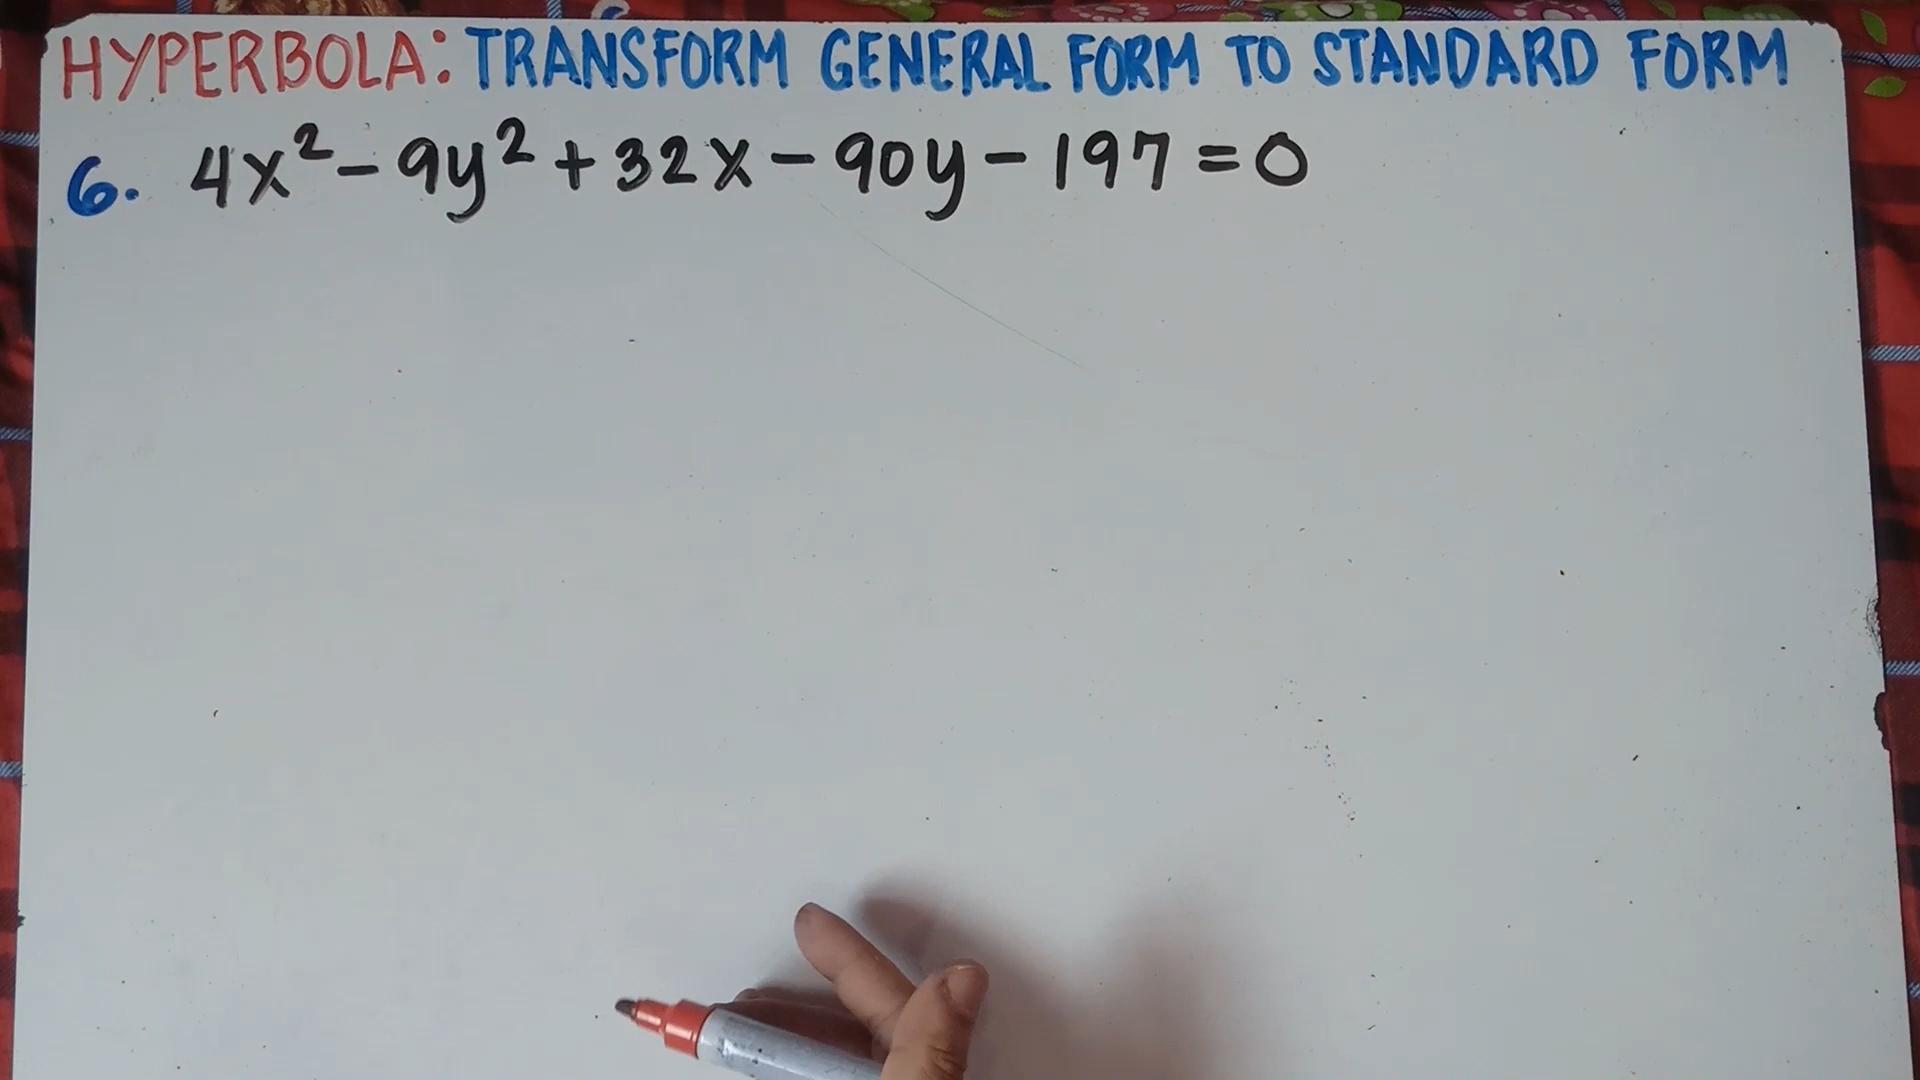 HYPERBOLA: TRANSFORM GENERAL FORM TO STANDARD FORM
6. 4x² - 9y² + 32x - 90y - 197 = 0